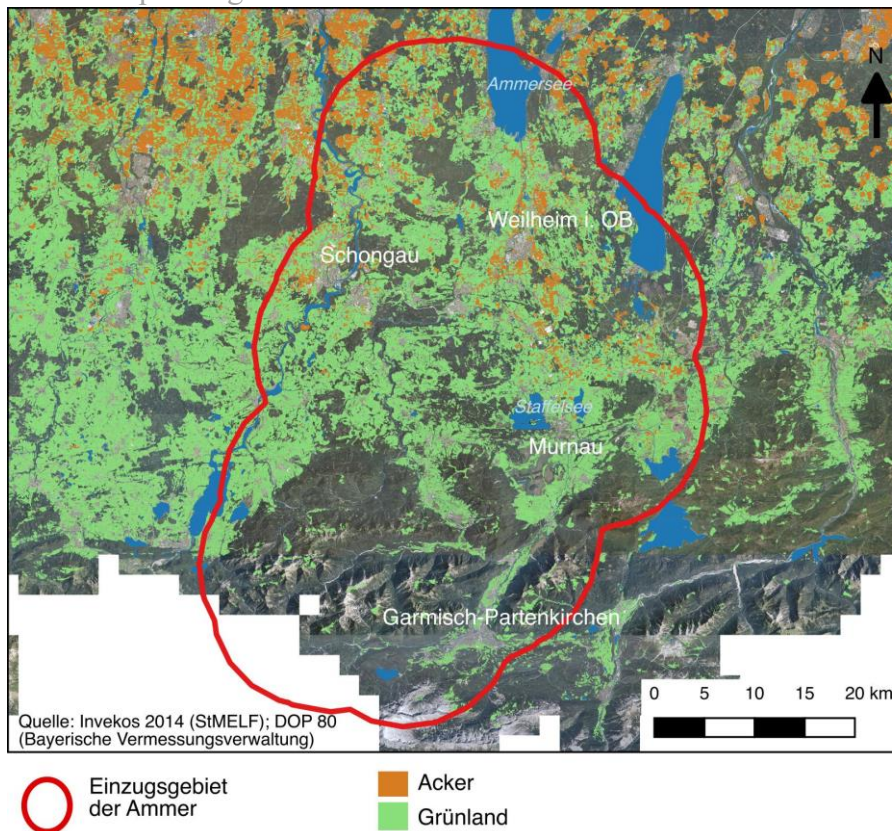 N
Ammersee
Weilheim i. OB
Schongau
Staffelsee
Murnau
Garmisch-Partenkirchen
Quelle: Invekos 2014 (StMELF); DOP 80
(Bayerische Vermessungsverwaltung)
0 5 10 15 20 km
Einzugsgebiet
der Ammer
Acker
Grünland